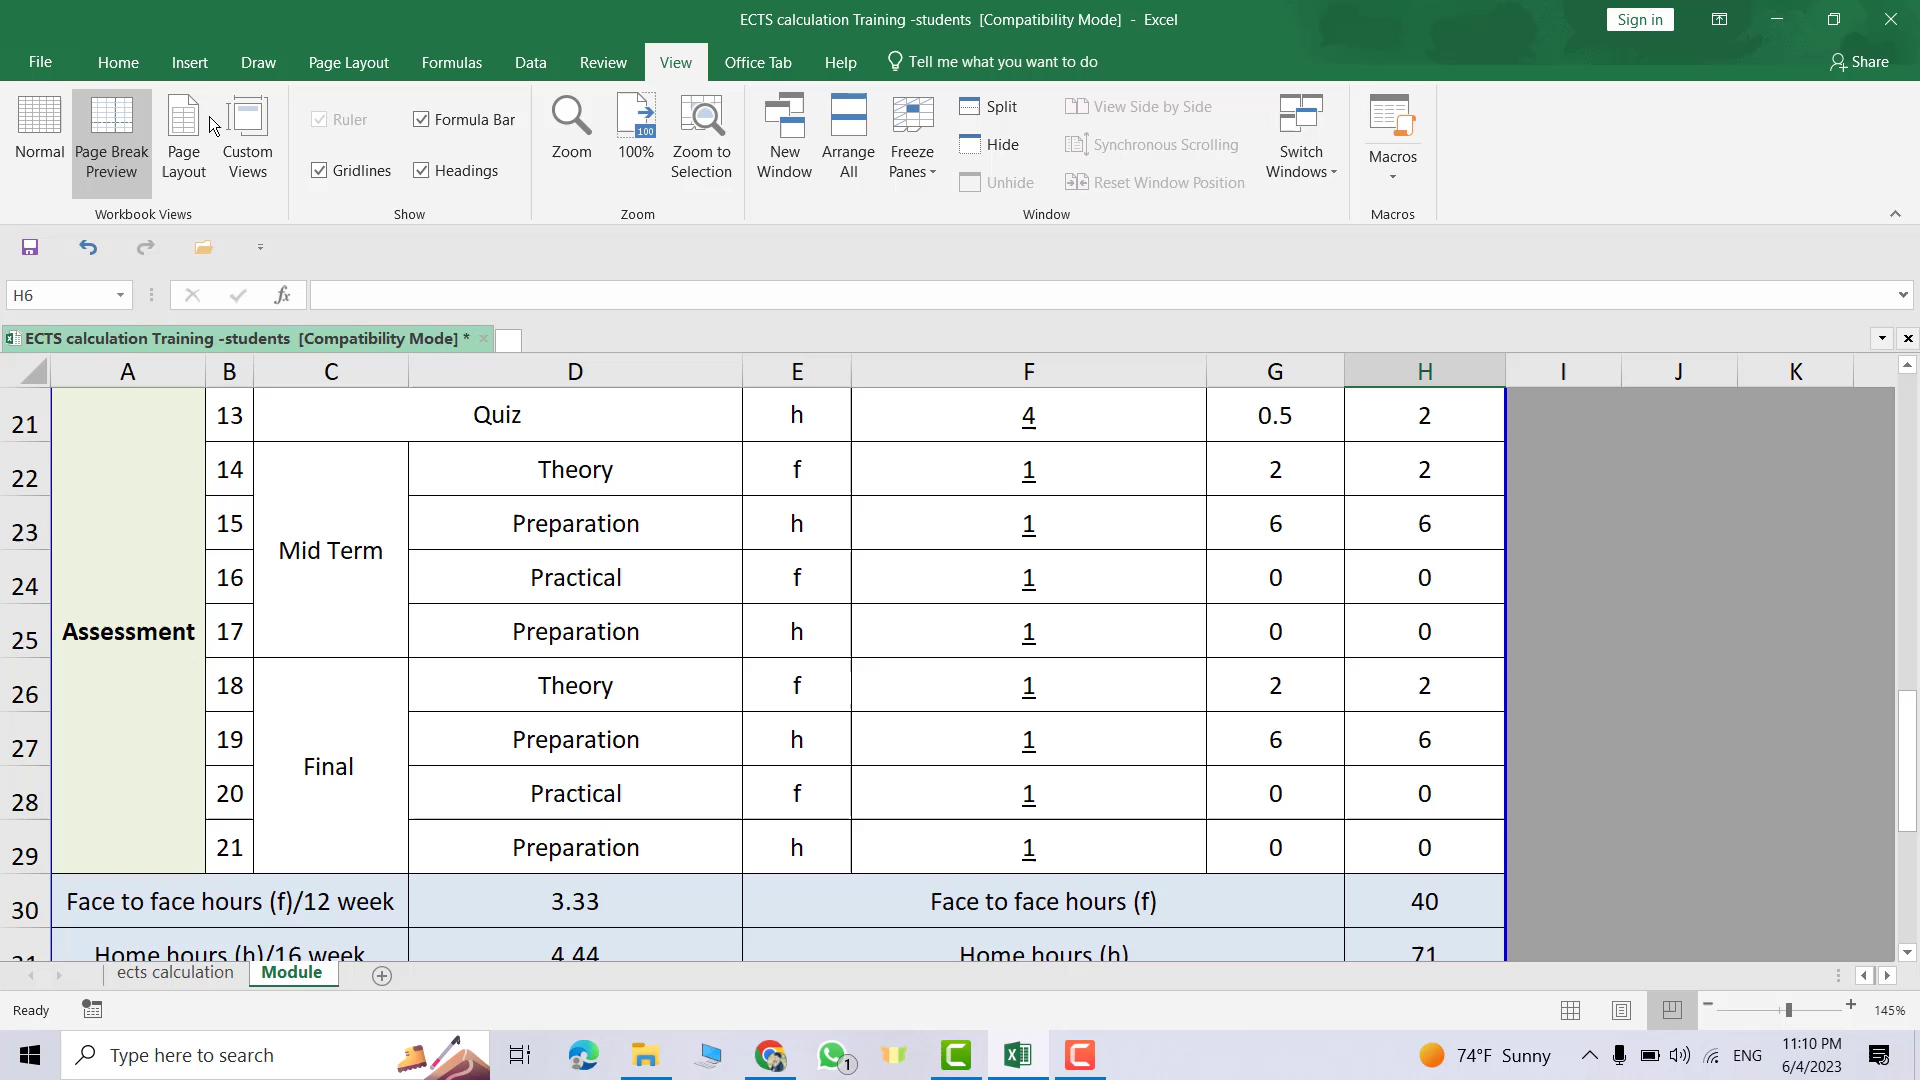 ECTS calculation Training -students  [Compatibility Mode]  -  Excel
Sign in
File Home Insert Draw Page Layout Formulas Data Review View Office Tab Help Tell me what you want to do Share
Normal
Page Break Preview
Page Layout
Custom Views
Workbook Views
Ruler
Formula Bar
Gridlines
Headings
Show
Zoom
100
100%
Zoom to Selection
Zoom
New Window
Arrange All
Freeze Panes
Split
Hide
Unhide
View Side by Side
Synchronous Scrolling
Reset Window Position
Window
Switch Windows
Macros
Macros
H6
fx
ECTS calculation Training -students  [Compatibility Mode] *
A B C D E F G H I J K
21 13 Quiz h 4 0.5 2
22 14 Theory f 1 2 2
23 15 Preparation h 1 6 6
Mid Term
24 16 Practical f 1 0 0
25 Assessment 17 Preparation h 1 0 0
26 18 Theory f 1 2 2
27 19 Preparation h 1 6 6
Final
28 20 Practical f 1 0 0
29 21 Preparation h 1 0 0
30 Face to face hours (f)/12 week 3.33 Face to face hours (f) 40
31 Home hours (h)/16 week 4.44 Home hours (h) 71
ects calculation Module
Ready
145%
Type here to search
1
74°F Sunny
ENG
11:10 PM
6/4/2023